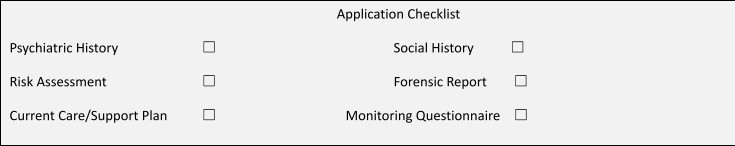 Application Checklist
Psychiatric History ☐ Social History ☐
Risk Assessment ☐ Forensic Report ☐
Current Care/Support Plan ☐ Monitoring Questionnaire ☐